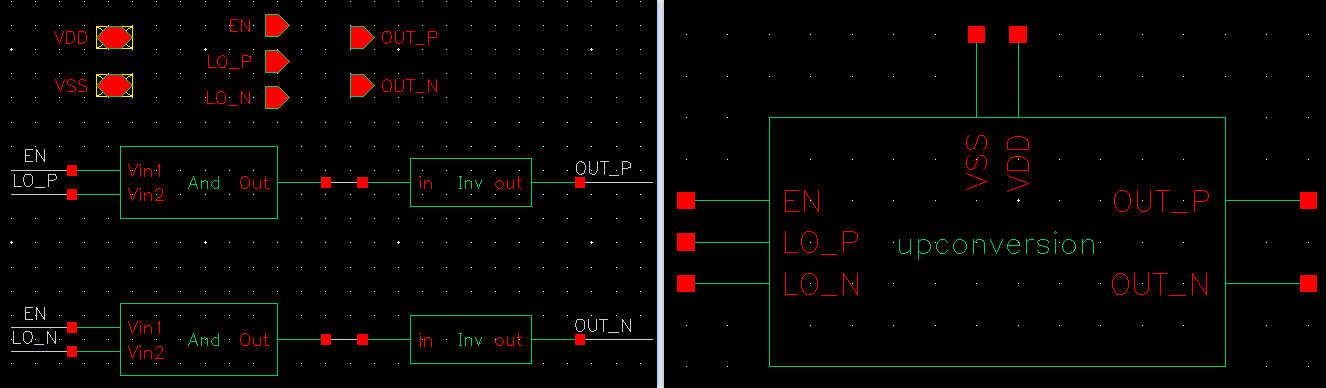 VDD
VSS
EN
LO_P
LO_N
OUT_P
OUT_N
EN
LO_P
Vin1
Vin2
And
Out
in
Inv
out
OUT_P
EN
LO_N
Vin1
Vin2
And
Out
in
Inv
out
OUT_N
VSS
VDD
EN
LO_P
LO_N
upconversion
OUT_P
OUT_N